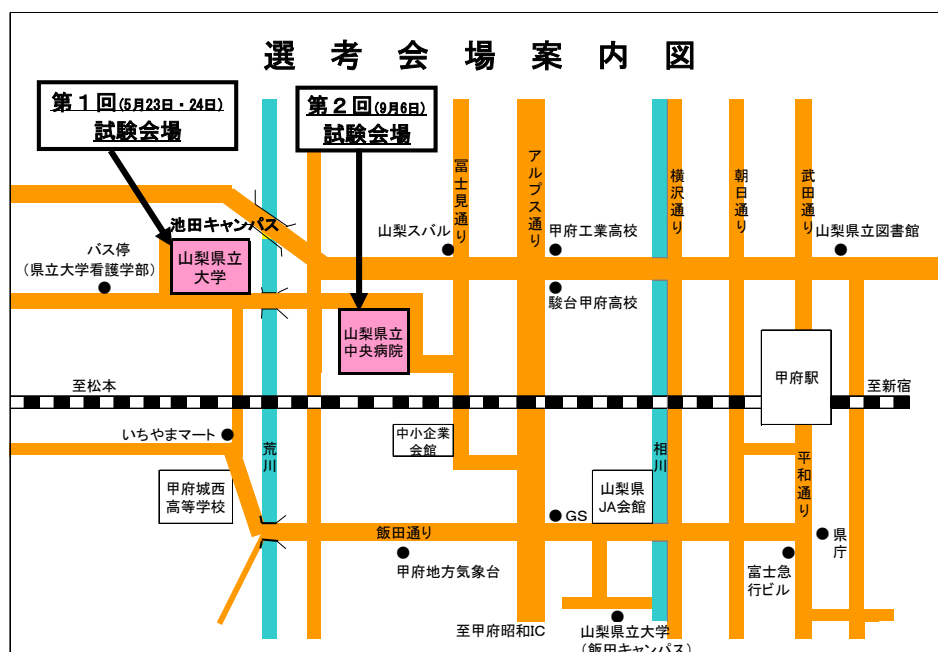 選考会場案内図
第１回(5月23日・24日)
試験会場
第２回(9月6日)
試験会場
冨士見通り
アルプス通り
横沢通り
朝日通り
武田通り
池田キャンパス
山梨県立
大学
バス停
（県立大学看護学部）
山梨スバル
甲府工業高校
山梨県立図書館
駿台甲府高校
山梨県立
中央病院
甲府駅
至松本
至新宿
いちやまマート
中小企業
会館
荒川
相川
平和通り
甲府城西
高等学校
山梨県
JA会館
GS
飯田通り
県庁
甲府地方気象台
富士急
行ビル
至甲府昭和IC
山梨県立大学
（飯田キャンパス）